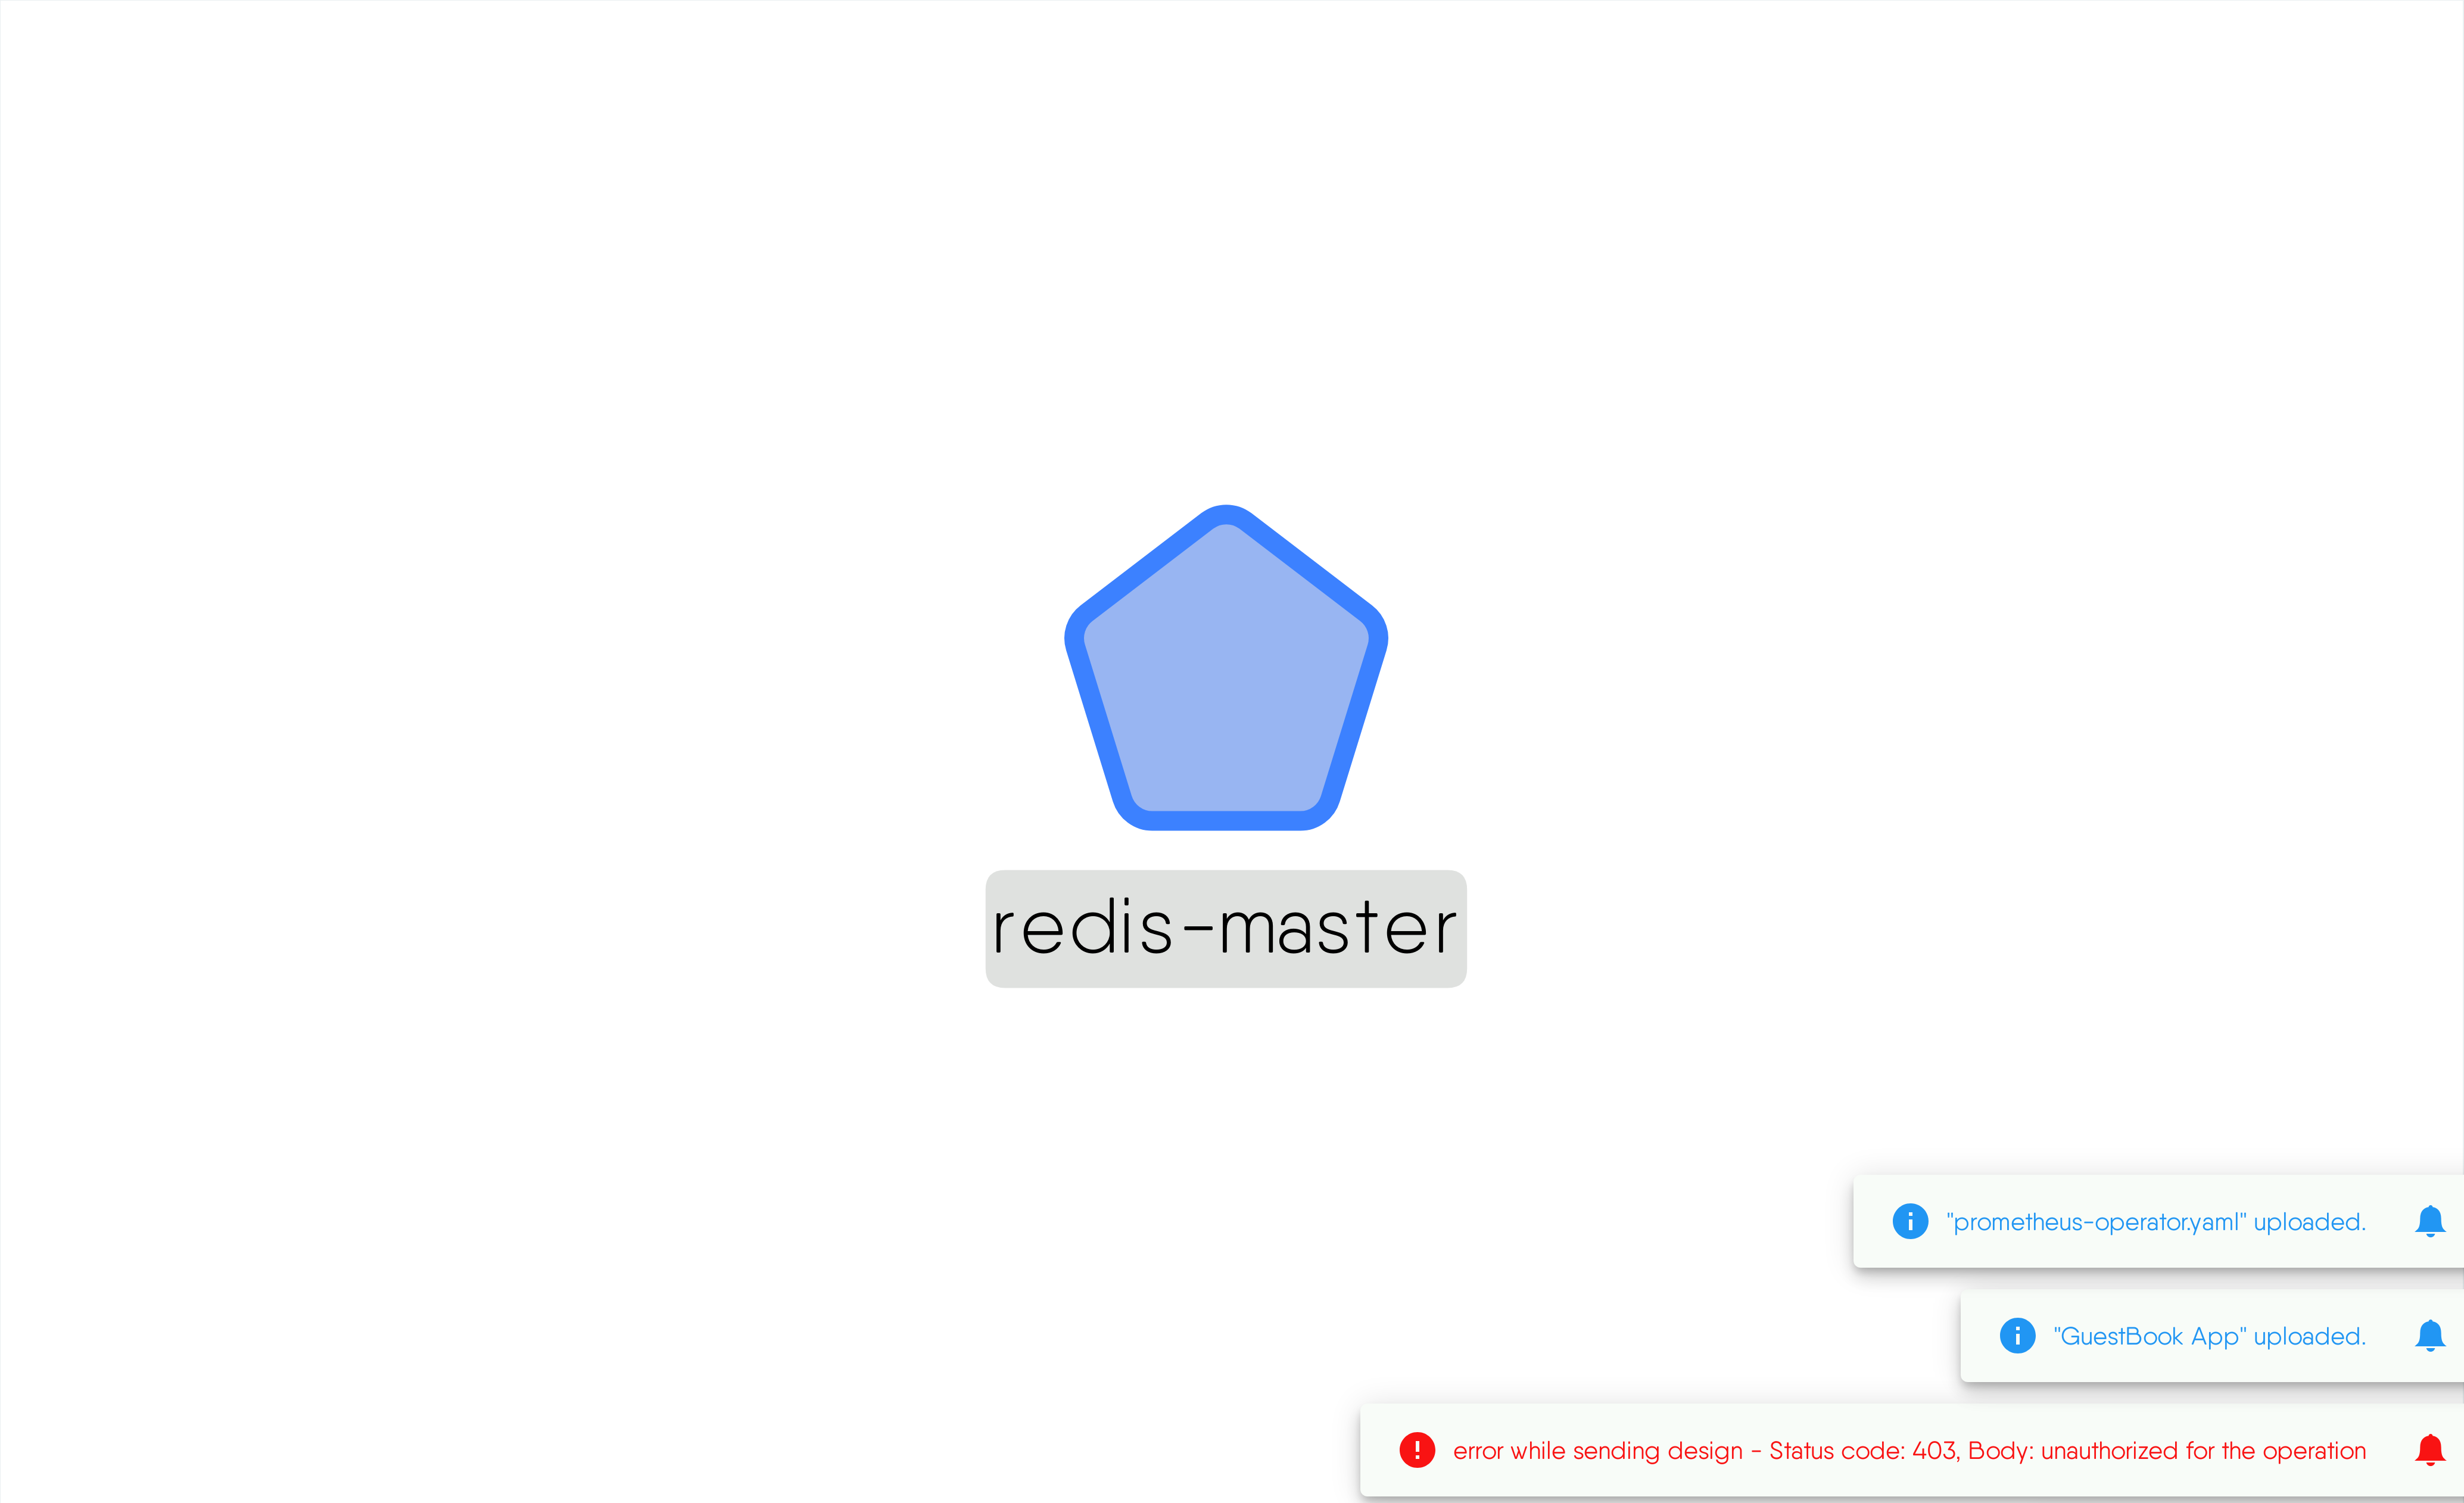 redis-master
"prometheus-operator.yaml" uploaded.
"GuestBook App" uploaded.
error while sending design - Status code: 403, Body: unauthorized for the operation